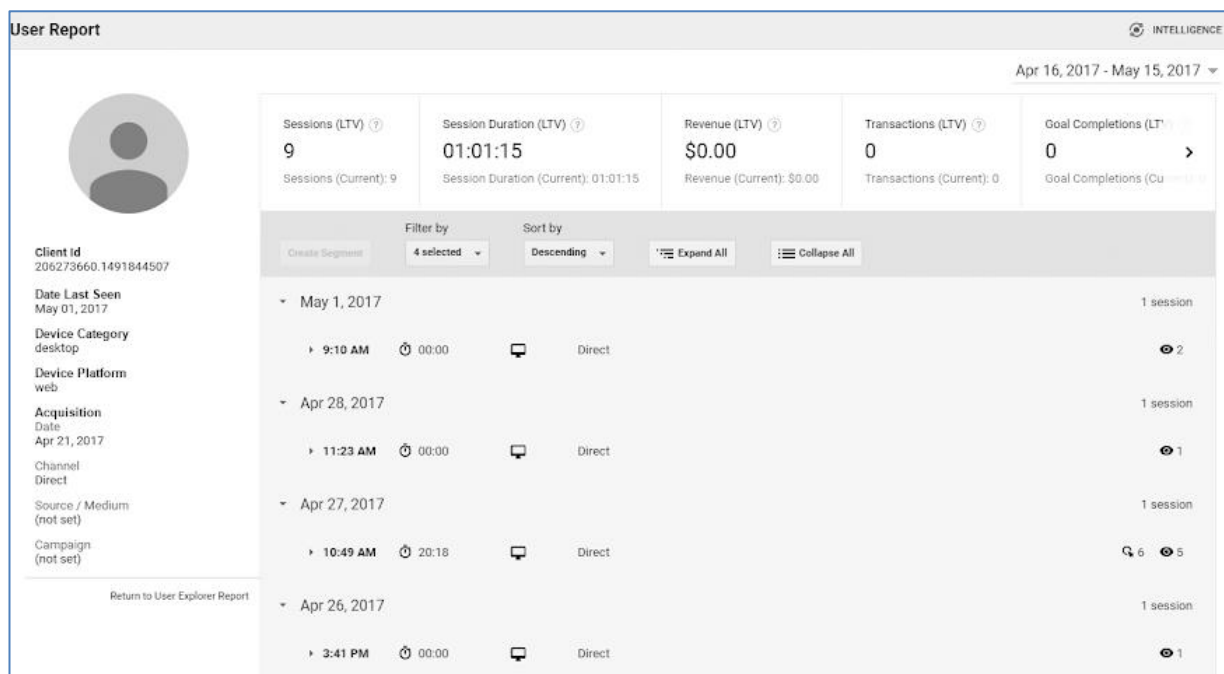 User Report
INTELLIGENCE
Apr 16, 2017 - May 15, 2017
Sessions (LTV)
9
Sessions (Current): 9
Session Duration (LTV)
01:01:15
Session Duration (Current): 01:01:15
Revenue (LTV)
$0.00
Revenue (Current): $0.00
Transactions (LTV)
0
Transactions (Current): 0
Goal Completions (LT
0
Goal Completions (Cu
Client Id
206273660.1491844507
Date Last Seen
May 01, 2017
Device Category
desktop
Device Platform
web
Acquisition
Date
Apr 21, 2017
Channel
Direct
Source / Medium
(not set)
Campaign
(not set)
Return to User Explorer Report
Create Segment
Filter by
4 selected
Sort by
Descending
Expand All
Collapse All
May 1, 2017 1 session
9:10 AM 00:00 Direct 2
Apr 28, 2017 1 session
11:23 AM 00:00 Direct 1
Apr 27, 2017 1 session
10:49 AM 20:18 Direct 6 5
Apr 26, 2017 1 session
3:41 PM 00:00 Direct 1